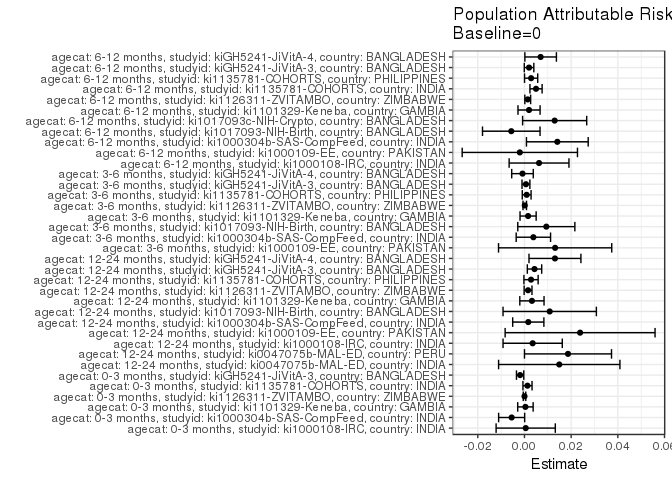 Population Attributable Risk
Baseline=0
agecat: 6-12 months, studyid: kiGH5241-JiVitA-4, country: BANGLADESH
agecat: 6-12 months, studyid: kiGH5241-JiVitA-3, country: BANGLADESH
agecat: 6-12 months, studyid: ki1135781-COHORTS, country: PHILIPPINES
agecat: 6-12 months, studyid: ki1135781-COHORTS, country: INDIA
agecat: 6-12 months, studyid: ki1126311-ZVITAMBO, country: ZIMBABWE
agecat: 6-12 months, studyid: ki1101329-Keneba, country: GAMBIA
agecat: 6-12 months, studyid: ki1017093c-NIH-Crypto, country: BANGLADESH
agecat: 6-12 months, studyid: ki1017093-NIH-Birth, country: BANGLADESH
agecat: 6-12 months, studyid: ki1000304b-SAS-CompFeed, country: INDIA
agecat: 6-12 months, studyid: ki1000109-EE, country: PAKISTAN
agecat: 6-12 months, studyid: ki1000108-IRC, country: INDIA
agecat: 3-6 months, studyid: kiGH5241-JiVitA-4, country: BANGLADESH
agecat: 3-6 months, studyid: kiGH5241-JiVitA-3, country: BANGLADESH
agecat: 3-6 months, studyid: ki1135781-COHORTS, country: PHILIPPINES
agecat: 3-6 months, studyid: ki1126311-ZVITAMBO, country: ZIMBABWE
agecat: 3-6 months, studyid: ki1101329-Keneba, country: GAMBIA
agecat: 3-6 months, studyid: ki1017093-NIH-Birth, country: BANGLADESH
agecat: 3-6 months, studyid: ki1000304b-SAS-CompFeed, country: INDIA
agecat: 3-6 months, studyid: ki1000109-EE, country: PAKISTAN
agecat: 12-24 months, studyid: kiGH5241-JiVitA-4, country: BANGLADESH
agecat: 12-24 months, studyid: kiGH5241-JiVitA-3, country: BANGLADESH
agecat: 12-24 months, studyid: ki1135781-COHORTS, country: PHILIPPINES
agecat: 12-24 months, studyid: ki1126311-ZVITAMBO, country: ZIMBABWE
agecat: 12-24 months, studyid: ki1101329-Keneba, country: GAMBIA
agecat: 12-24 months, studyid: ki1017093-NIH-Birth, country: BANGLADESH
agecat: 12-24 months, studyid: ki1000304b-SAS-CompFeed, country: INDIA
agecat: 12-24 months, studyid: ki1000109-EE, country: PAKISTAN
agecat: 12-24 months, studyid: ki1000108-IRC, country: INDIA
agecat: 12-24 months, studyid: ki0047075b-MAL-ED, country: PERU
agecat: 12-24 months, studyid: ki0047075b-MAL-ED, country: INDIA
agecat: 0-3 months, studyid: kiGH5241-JiVitA-3, country: BANGLADESH
agecat: 0-3 months, studyid: ki1135781-COHORTS, country: INDIA
agecat: 0-3 months, studyid: ki1126311-ZVITAMBO, country: ZIMBABWE
agecat: 0-3 months, studyid: ki1101329-Keneba, country: GAMBIA
agecat: 0-3 months, studyid: ki1000304b-SAS-CompFeed, country: INDIA
agecat: 0-3 months, studyid: ki1000108-IRC, country: INDIA
-0.02 0.00 0.02 0.04
Estimate